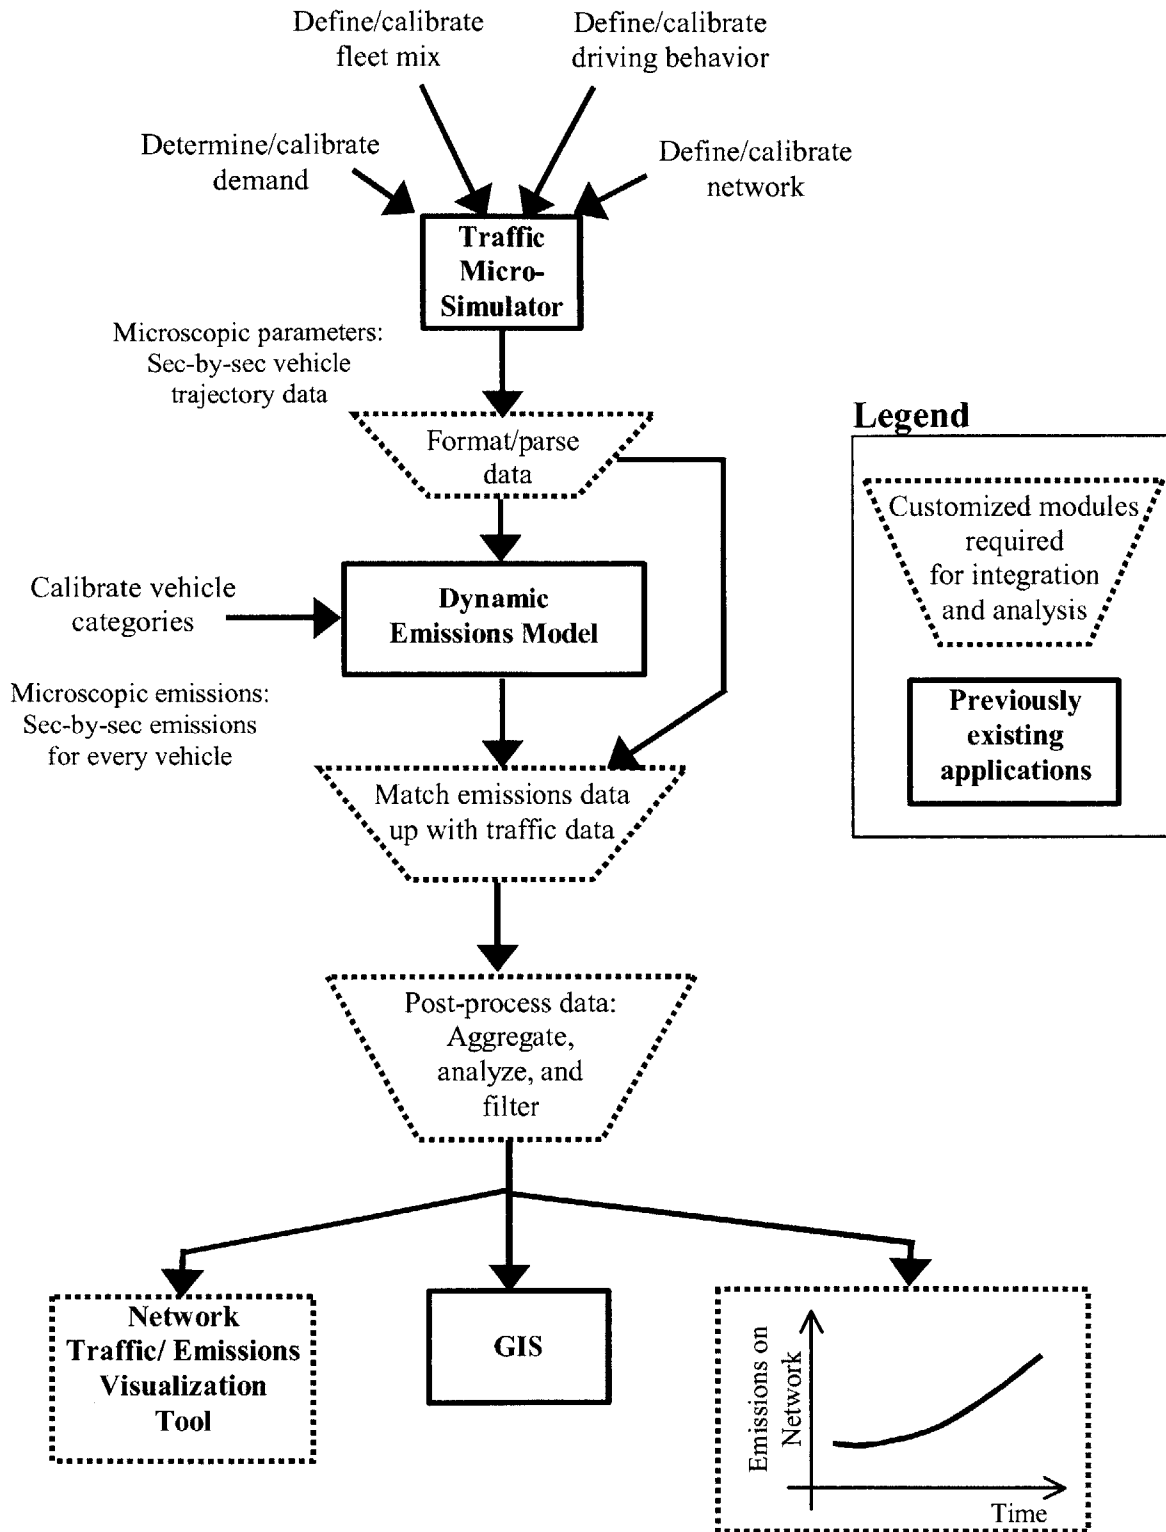 Define/calibrate
fleet mix
Define/calibrate
driving behavior
Determine/calibrate
demand
Define/calibrate
network
Traffic
Micro-
Simulator
Microscopic parameters:
Sec-by-sec vehicle
trajectory data
Format/parse
data
Calibrate vehicle
categories
Dynamic
Emissions Model
Microscopic emissions:
Sec-by-sec emissions
for every vehicle
Match emissions data
up with traffic data
Post-process data:
Aggregate,
analyze, and
filter
Network
Traffic/ Emissions
Visualization
Tool
GIS
Emissions on
Network
Time
Legend
Customized modules
required
for integration
and analysis
Previously
existing
applications